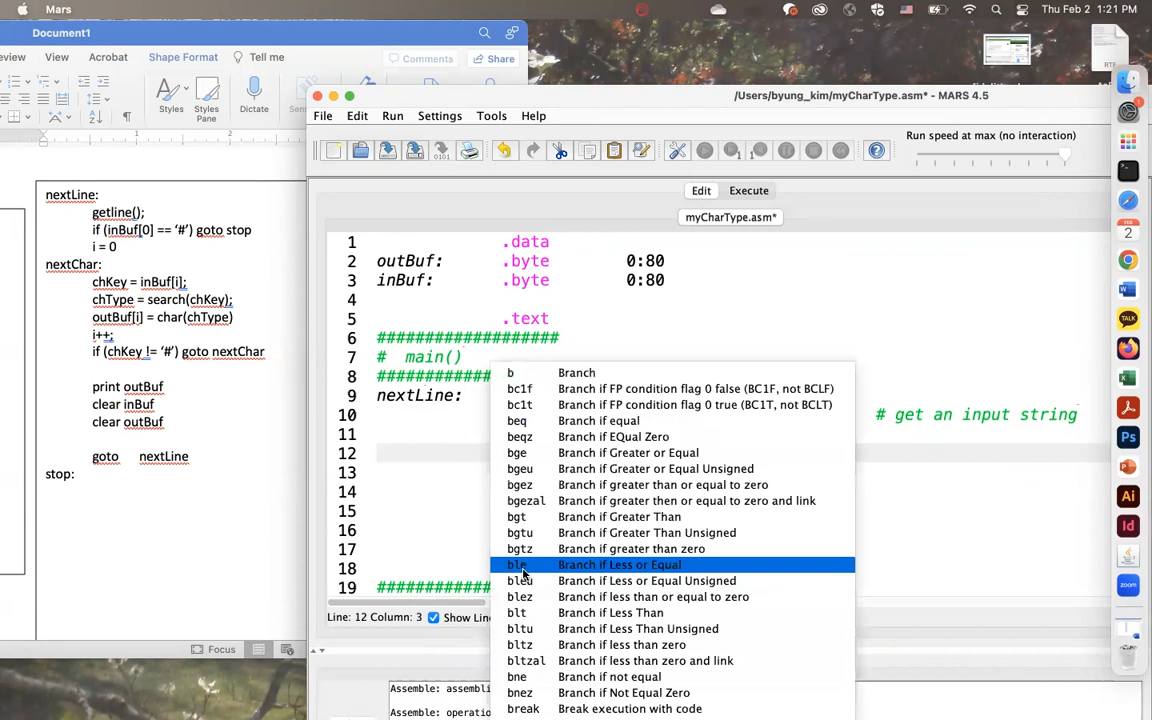 Mars
Thu Feb 2 1:21 PM
Document1
eview View Acrobat Shape Format Tell me
Comments Share
Styles
Styles
Pane
Dictate
1 2
nextLine:
getline();
if (inBuf[0] == ‘#’) goto stop
i = 0
nextChar:
chKey = inBuf[i];
chType = search(chKey);
outBuf[i] = char(chType)
i++;
if (chKey != ‘#’) goto nextChar
print outBuf
clear inBuf
clear outBuf
goto nextLine
stop:
Focus
/Users/byung_kim/myCharType.asm* - MARS 4.5
File Edit Run Settings Tools Help
Run speed at max (no interaction)
Edit Execute
myCharType.asm*
1 .data
2 outBuf: .byte 0:80
3 inBuf: .byte 0:80
4
5 .text
6 ###################
7 # main()
8 ############
9 nextLine:
10 # get an input string
11
12
13
14
15
16
17
18
19 ############
Line: 12 Column: 3 Show Lin
b Branch
bc1f Branch if FP condition flag 0 false (BC1F, not BCLF)
bc1t Branch if FP condition flag 0 true (BC1T, not BCLT)
beq Branch if equal
beqz Branch if EQual Zero
bge Branch if Greater or Equal
bgeu Branch if Greater or Equal Unsigned
bgez Branch if greater than or equal to zero
bgezal Branch if greater then or equal to zero and link
bgt Branch if Greater Than
bgtu Branch if Greater Than Unsigned
bgtz Branch if greater than zero
ble Branch if Less or Equal
bleu Branch if Less or Equal Unsigned
blez Branch if less than or equal to zero
blt Branch if Less Than
bltu Branch if Less Than Unsigned
bltz Branch if less than zero
bltzal Branch if less than zero and link
bne Branch if not equal
bnez Branch if Not Equal Zero
break Break execution with code
Assemble: assembli
Assemble: operatio
RTF
FEB
2
TALK
Ps
Ai
Id
zoom